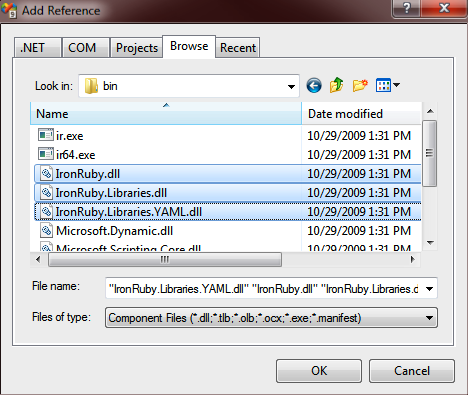 Add Reference
.NET COM Projects Browse Recent
Look in: bin
Name Date modified
ir.exe 10/29/2009 1:31 PM
ir64.exe 10/29/2009 1:31 PM
IronRuby.dll 10/29/2009 1:31 PM
IronRuby.Libraries.dll 10/29/2009 1:31 PM
IronRuby.Libraries.YAML.dll 10/29/2009 1:31 PM
Microsoft.Dynamic.dll 10/29/2009 1:31 PM
Microsoft.Scripting.Core.dll 10/29/2009 1:31 PM
File name: "IronRuby.Libraries.YAML.dll" "IronRuby.dll" "IronRuby.Libraries.d
Files of type: Component Files (*.dll;*.tlb;*.olb;*.ocx;*.exe;*.manifest)
OK Cancel